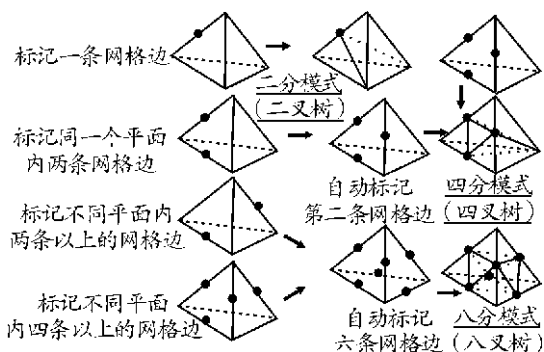 标记一条网格边
二分模式
(二叉树)
标记同一个平面
内两条网格边
自动标记
第二条网格边
四分模式
(四叉树)
标记不同平面内
两条以上的网格边
标记不同平面
内四条以上的网格边
自动标记
六条网格边
八分模式
(八叉树)